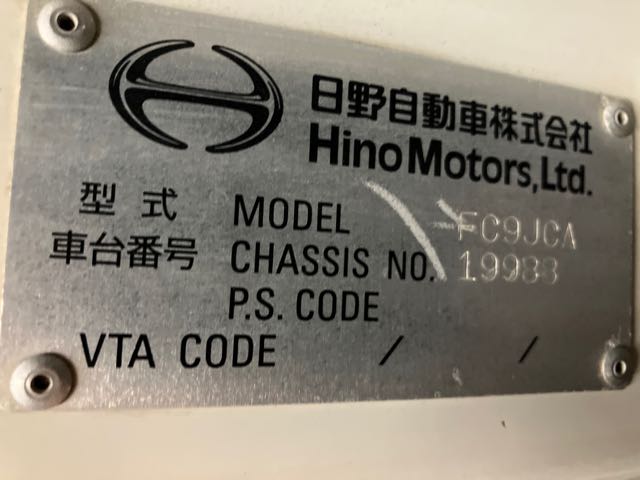 日野自動車株式会社
Hino Motors, Ltd.
型式 MODEL FC9JCA
車台番号 CHASSIS NO. 19983
P.S. CODE
VTA CODE / /